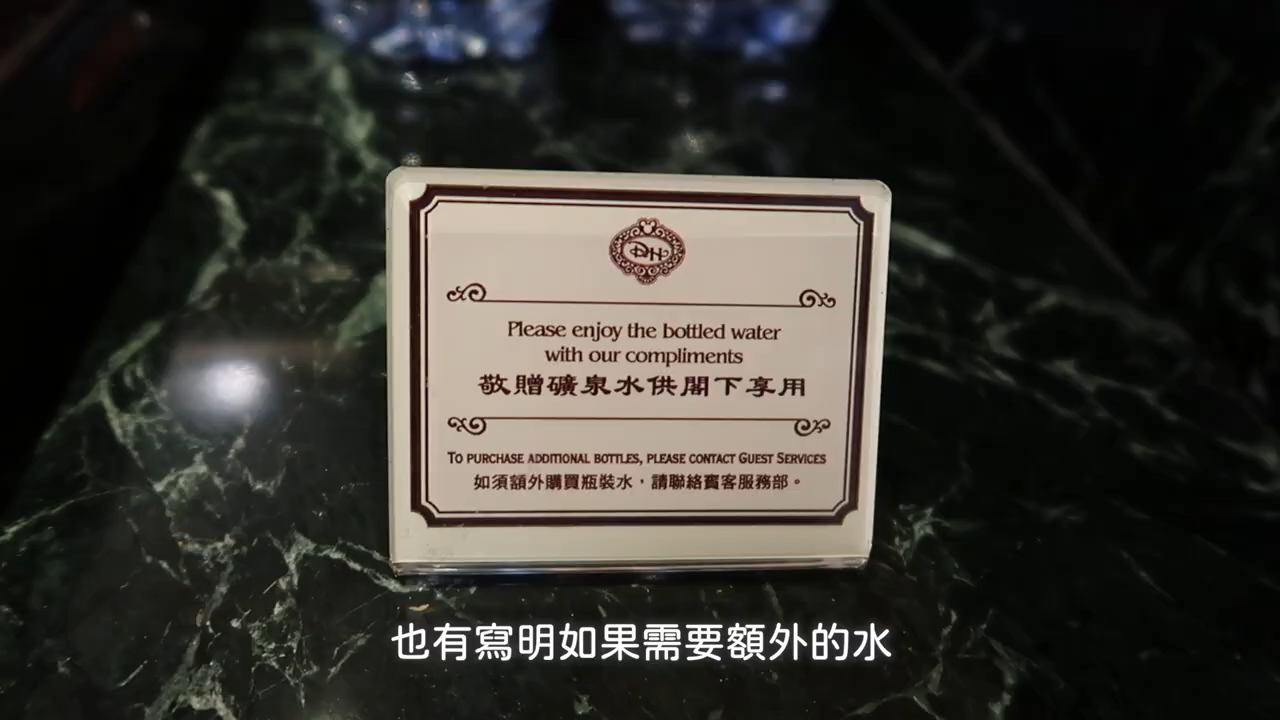 DH
Please enjoy the bottled water
with our compliments
敬贈礦泉水供閣下享用
TO PURCHASE ADDITIONAL BOTTLES, PLEASE CONTACT GUEST SERVICES
如須額外購買瓶裝水，請聯絡賓客服務部。
也有寫明如果需要額外的水